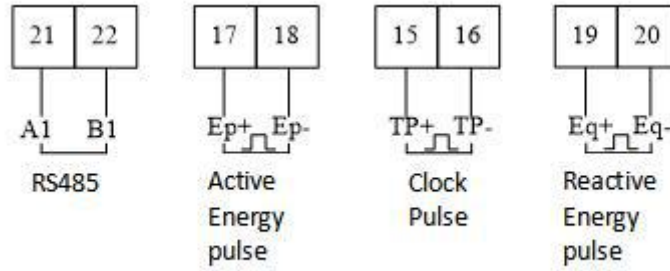 21 22 17 18 15 16 19 20
A1 B1 Ep+ Ep- TP+ TP- Eq+ Eq-
RS485 Active Clock Reactive
Energy Pulse Energy
pulse pulse